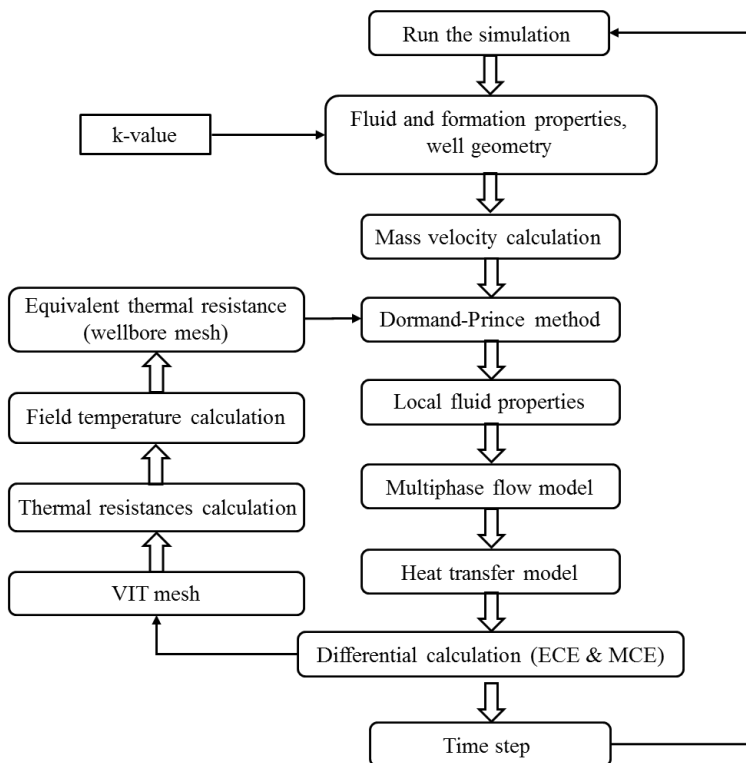 Run the simulation
k-value
Fluid and formation properties,
well geometry
Mass velocity calculation
Equivalent thermal resistance
(wellbore mesh)
Dormand-Prince method
Field temperature calculation
Local fluid properties
Thermal resistances calculation
Multiphase flow model
VIT mesh
Heat transfer model
Differential calculation (ECE & MCE)
Time step